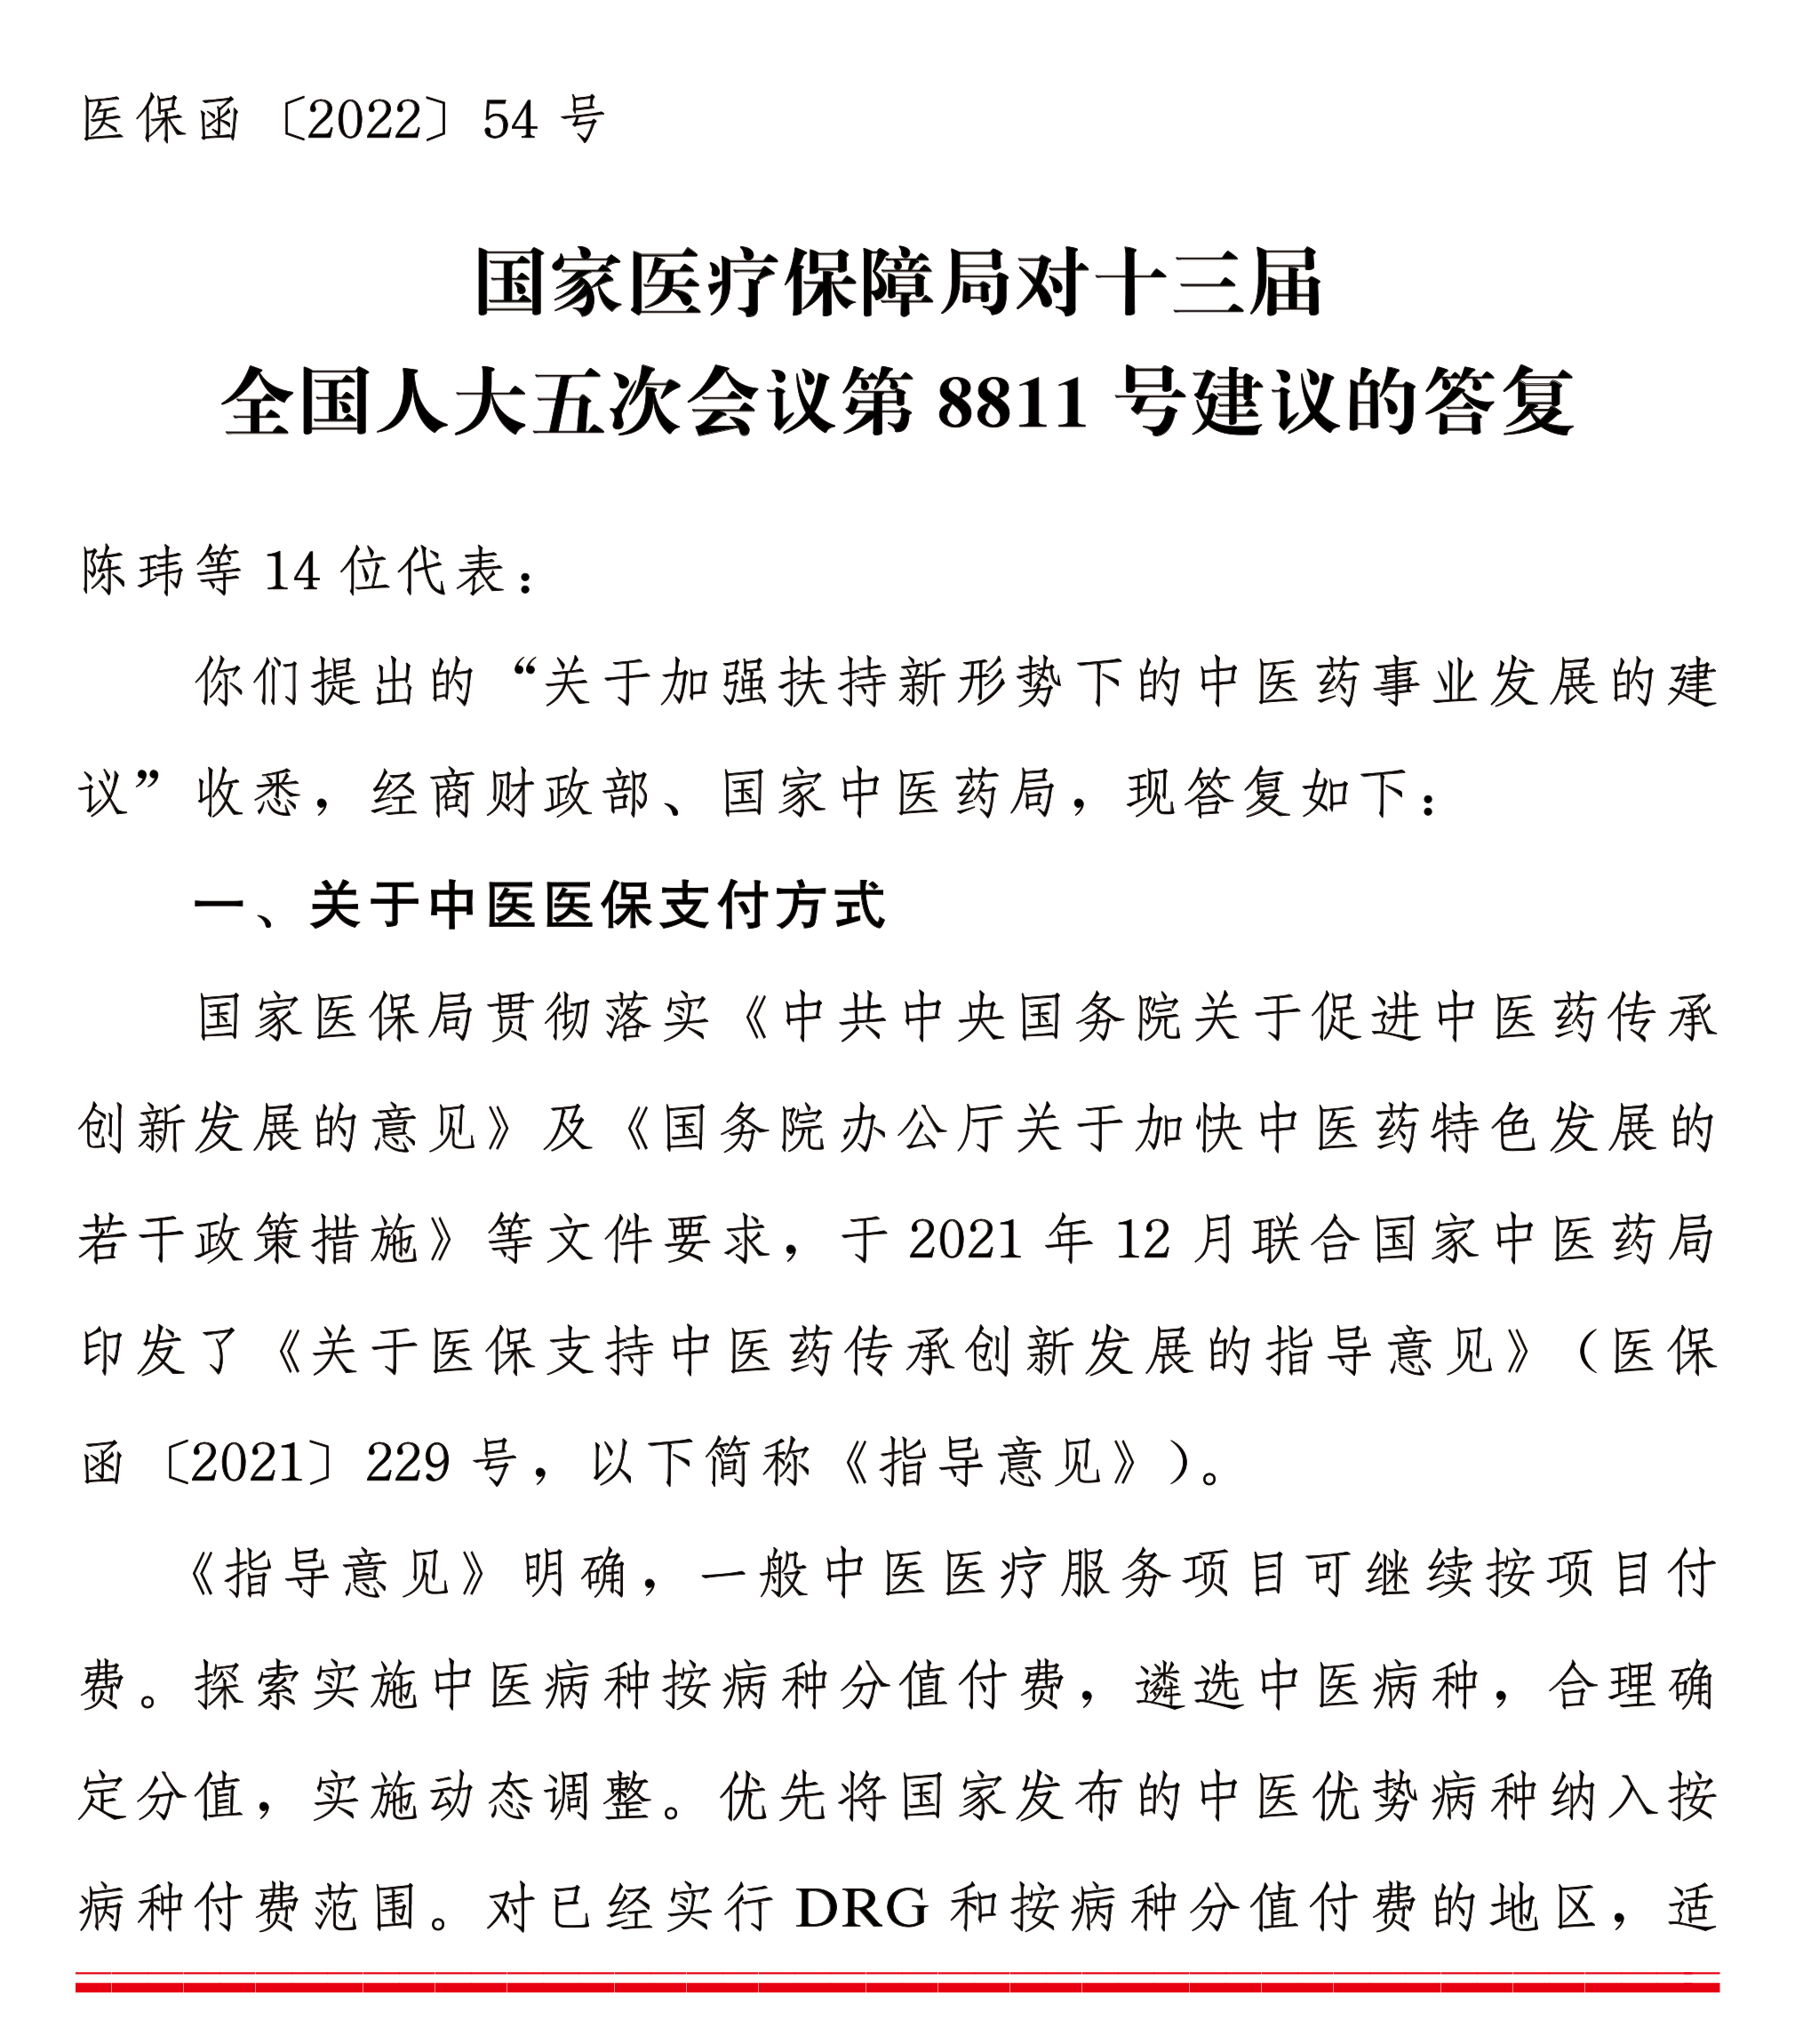 医保函〔2022〕54 号
国家医疗保障局对十三届
全国人大五次会议第 8811 号建议的答复
陈玮等 14 位代表：
你们提出的“关于加强扶持新形势下的中医药事业发展的建
议”收悉，经商财政部、国家中医药局，现答复如下：
一、关于中医医保支付方式
国家医保局贯彻落实《中共中央国务院关于促进中医药传承
创新发展的意见》及《国务院办公厅关于加快中医药特色发展的
若干政策措施》等文件要求，于 2021 年 12 月联合国家中医药局
印发了《关于医保支持中医药传承创新发展的指导意见》（医保
函〔2021〕229 号，以下简称《指导意见》）。
《指导意见》明确，一般中医医疗服务项目可继续按项目付
费。探索实施中医病种按病种分值付费，遴选中医病种，合理确
定分值，实施动态调整。优先将国家发布的中医优势病种纳入按
病种付费范围。对已经实行 DRG 和按病种分值付费的地区，适